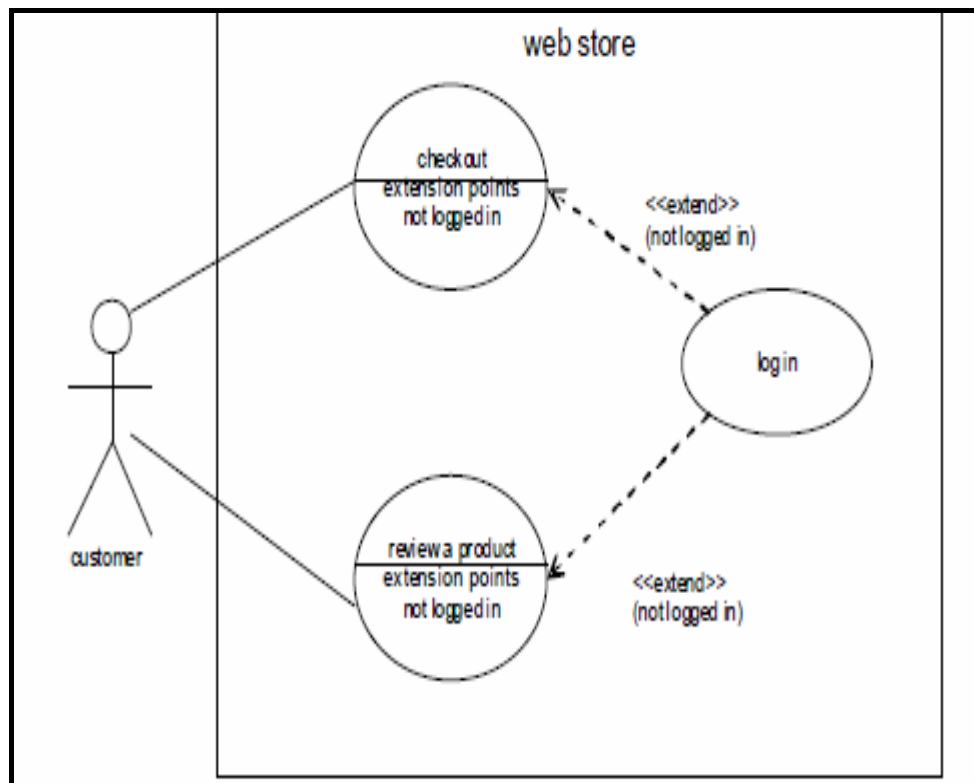 web store
checkout
extension points
not logged in
<<extend>>
(not logged in)
log in
customer
review a product
extension points
not logged in
<<extend>>
(not logged in)